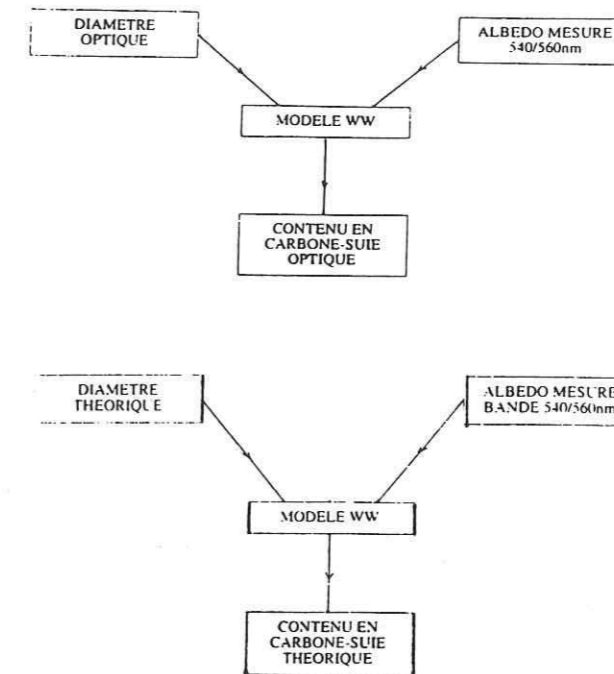 DIAMETRE
OPTIQUE
ALBEDO MESURE
540/560nm
MODELE WW
CONTENU EN
CARBONE-SUIE
OPTIQUE
DIAMETRE
THEORIQUE
ALBEDO MESURE
BANDE 540/560nm
MODELE WW
CONTENU EN
CARBONE-SUIE
THEORIQUE